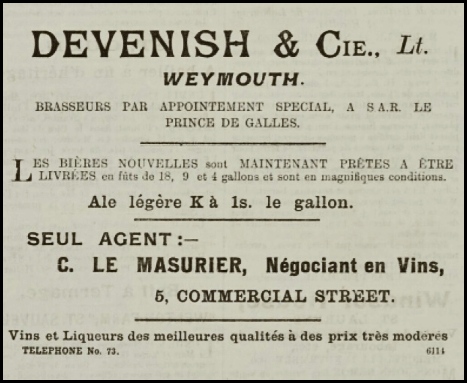 DEVENISH & CIE., Lt.
WEYMOUTH.
BRASSEURS PAR APPOINTEMENT SPECIAL, A S A.R. LE
PRINCE DE GALLES.
LES BIÈRES NOUVELLES sont MAINTENANT PRÊTES A ÊTRE
LIVRÉES en fûts de 18, 9 et 4 gallons et sont en magnifiques conditions.
Ale légère K à 1s. le gallon.
SEUL AGENT:—
C. LE MASURIER, Négociant en Vins,
5, COMMERCIAL STREET.
Vins et Liqueurs des meilleures qualités à des prix très modérés
TELEPHONE No. 73. 6114